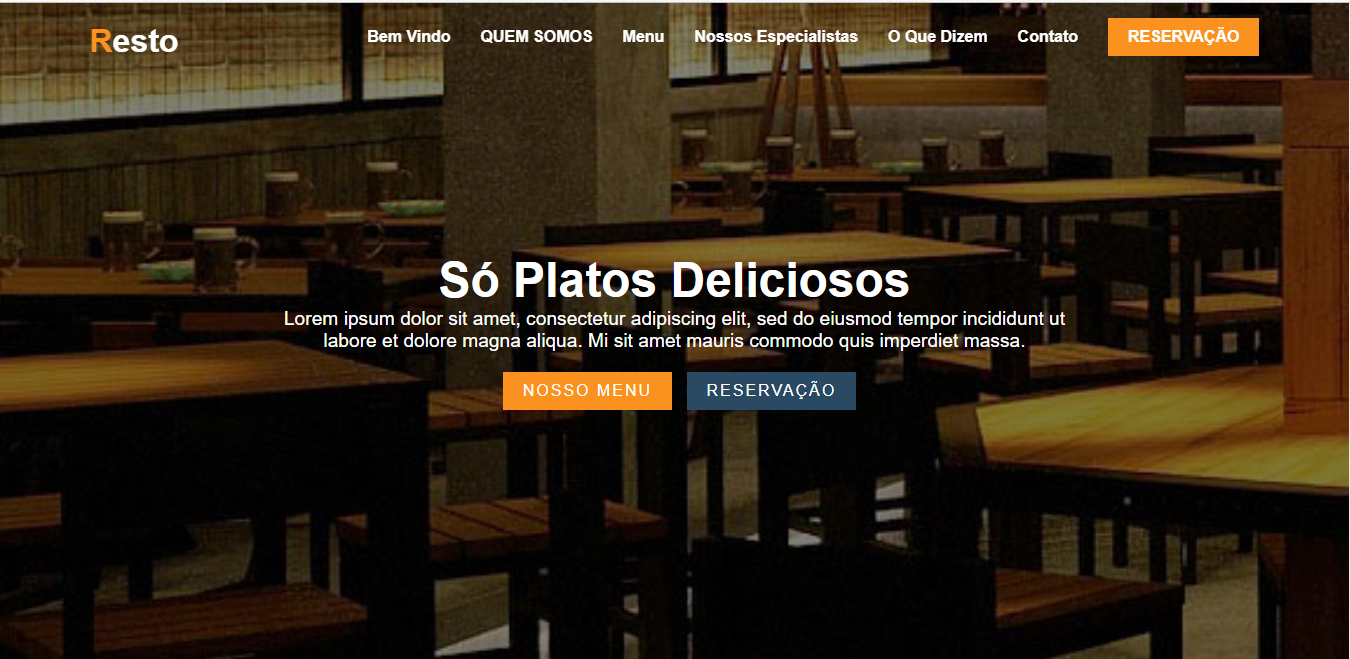 Resto
Bem Vindo QUEM SOMOS Menu Nossos Especialistas O Que Dizem Contato RESERVAÇÃO
Só Platos Deliciosos
Lorem ipsum dolor sit amet, consectetur adipiscing elit, sed do eiusmod tempor incididunt ut
labore et dolore magna aliqua. Mi sit amet mauris commodo quis imperdiet massa.
NOSSO MENU RESERVAÇÃO